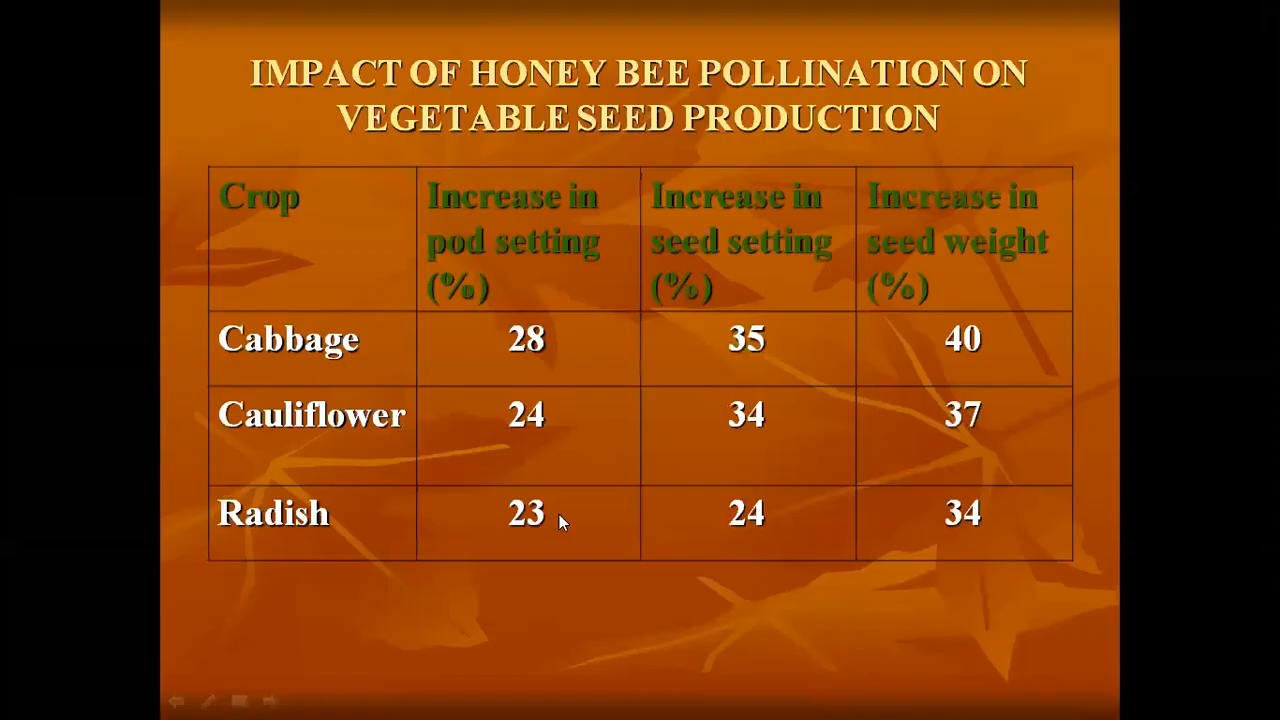 IMPACT OF HONEY BEE POLLINATION ON
VEGETABLE SEED PRODUCTION
Crop
Increase in
pod setting
(%)
Increase in
seed setting
(%)
Increase in
seed weight
(%)
Cabbage 28 35 40
Cauliflower 24 34 37
Radish 23 24 34